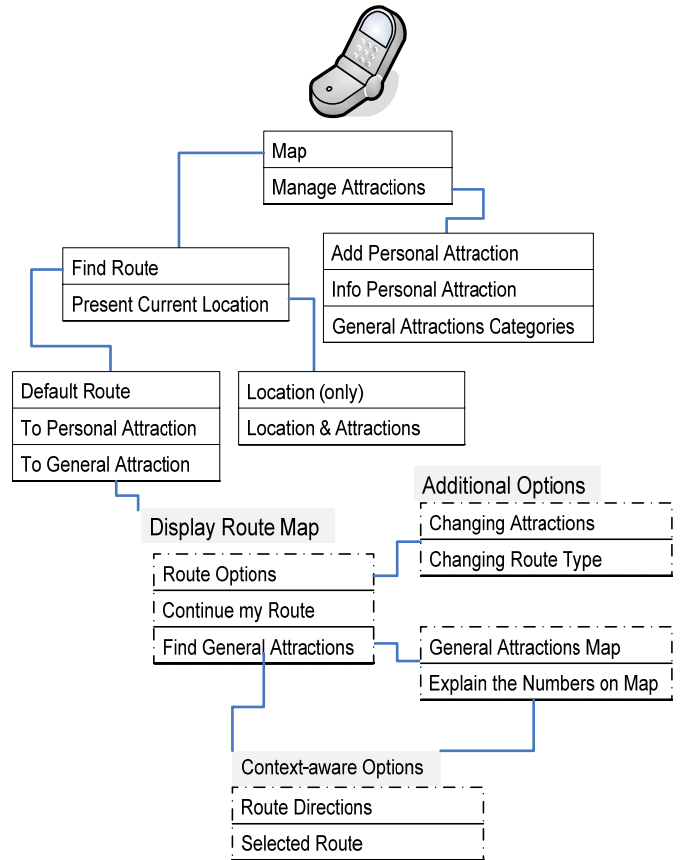 Map
Manage Attractions
Add Personal Attraction
Info Personal Attraction
General Attractions Categories
Find Route
Present Current Location
Default Route
To Personal Attraction
To General Attraction
Location (only)
Location & Attractions
Display Route Map
Route Options
Continue my Route
Find General Attractions
Additional Options
Changing Attractions
Changing Route Type
General Attractions Map
Explain the Numbers on Map
Context-aware Options
Route Directions
Selected Route